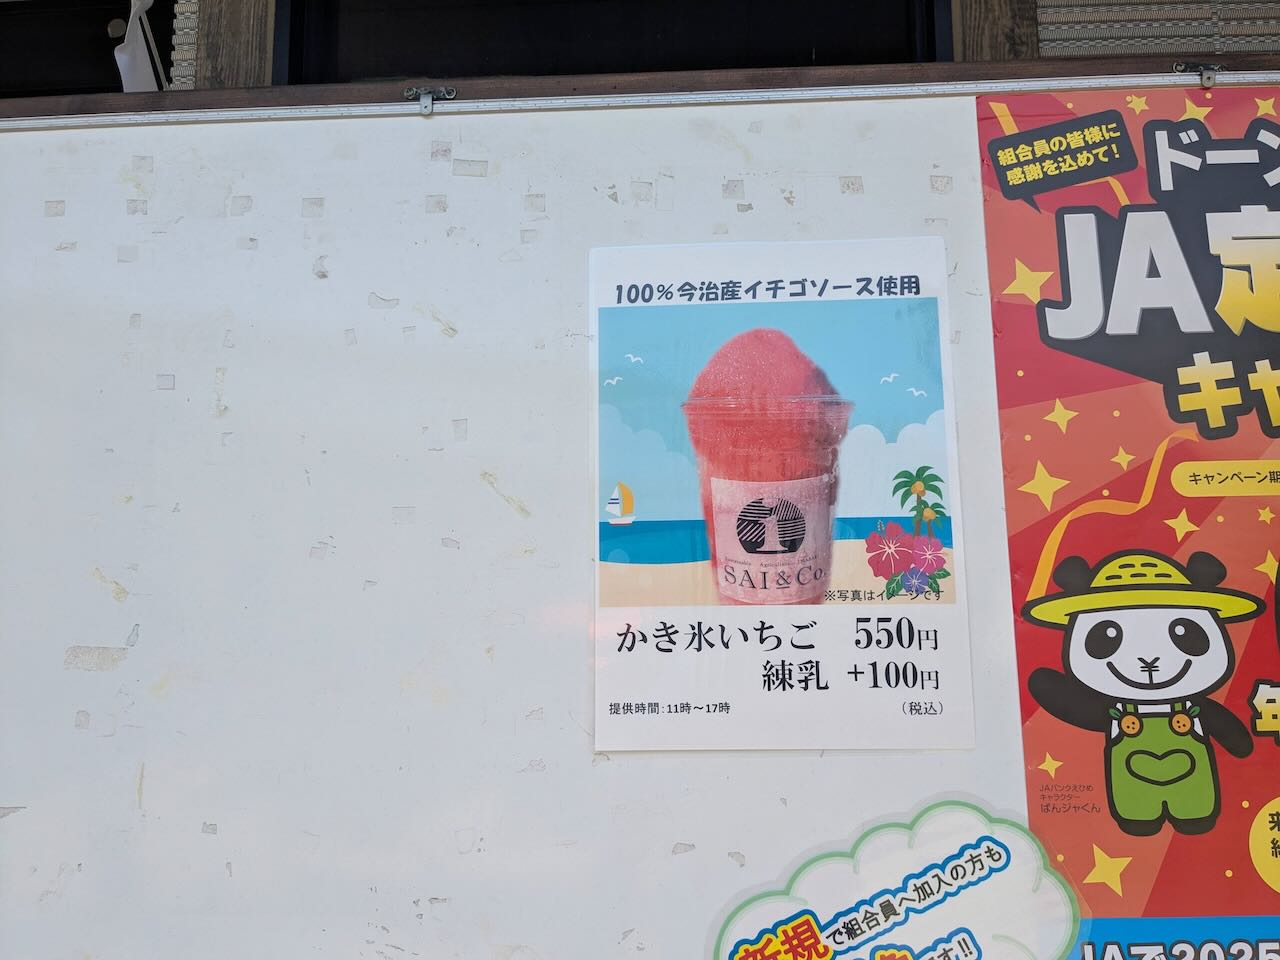 100%今治産イチゴソース使用
SAI&Co.
※写真はイメージです
かき氷いちご 550円
練乳 +100円
提供時間:11時〜17時 (税込)
組合員の皆様に
感謝を込めて!
ドーン
JA定
キャ
キャンペーン期
JAバンクえひめ
キャラクター
ぱんジャくん
新規で組合員へ加入の方も
です!!
JAで2025